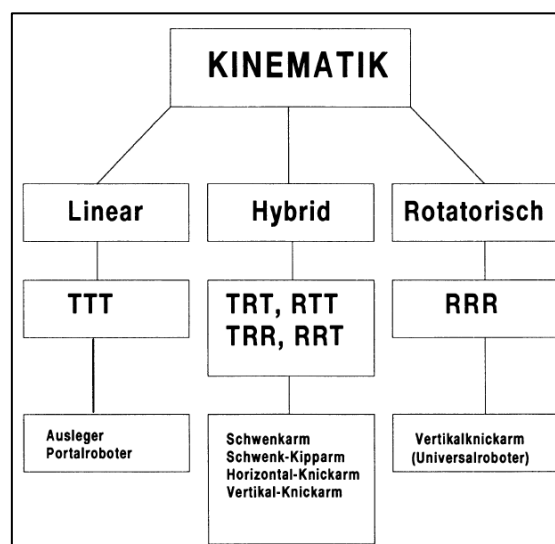 KINEMATIK
Linear
Hybrid
Rotatorisch
TTT
TRT, RTT
TRR, RRT
RRR
Ausleger
Portalroboter
Schwenkarm
Schwenk-Kipparm
Horizontal-Knickarm
Vertikal-Knickarm
Vertikalknickarm
(Universalroboter)